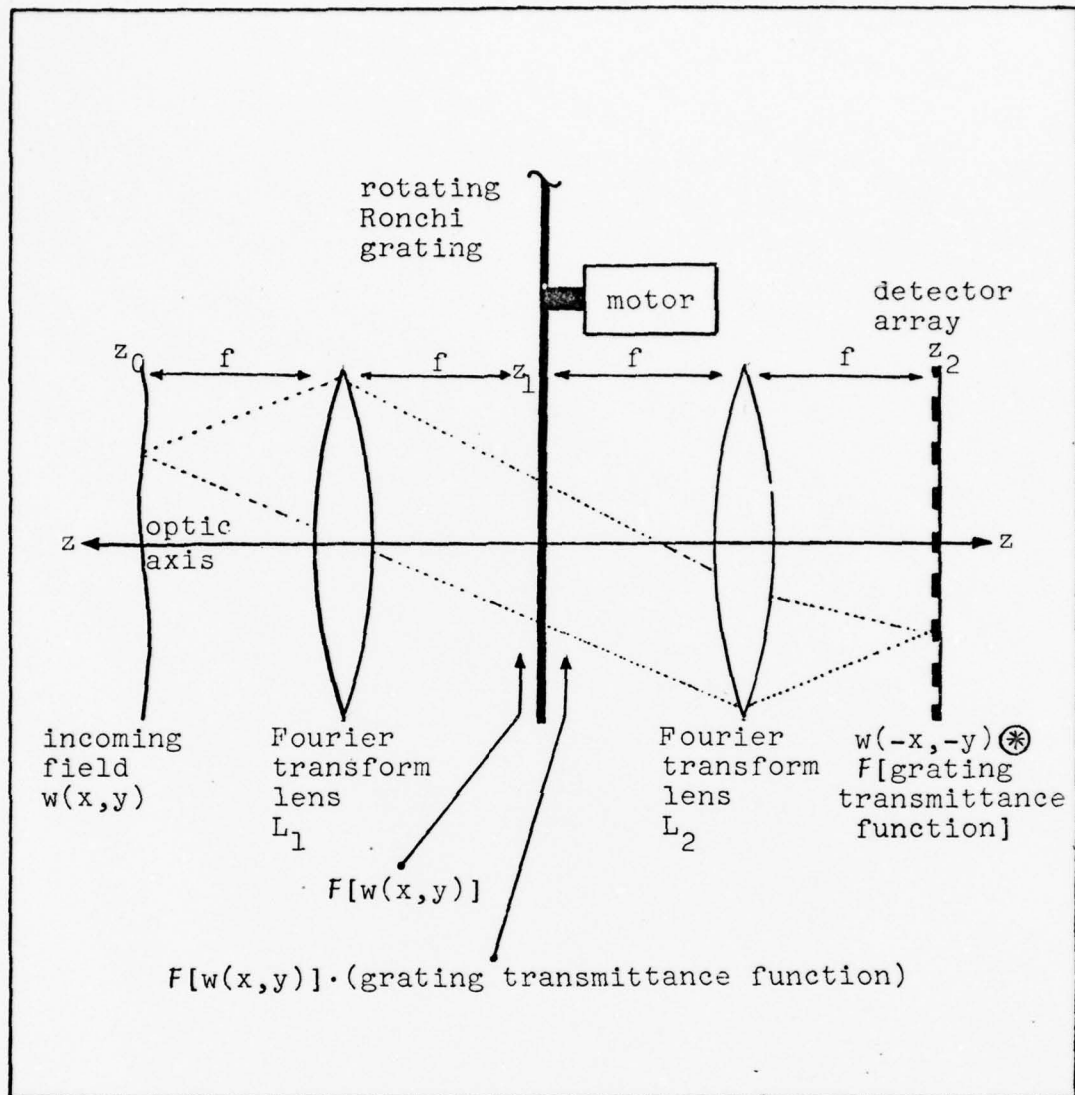 rotating
Ronchi
grating
motor
detector
array
z0
f
f
z1
f
f
z2
z
optic
axis
z
incoming
field
w(x,y)
Fourier
transform
lens
L1
Fourier
transform
lens
L2
w(-x,-y)⊛
F[grating
transmittance
function]
F[w(x,y)]
F[w(x,y)]·(grating transmittance function)